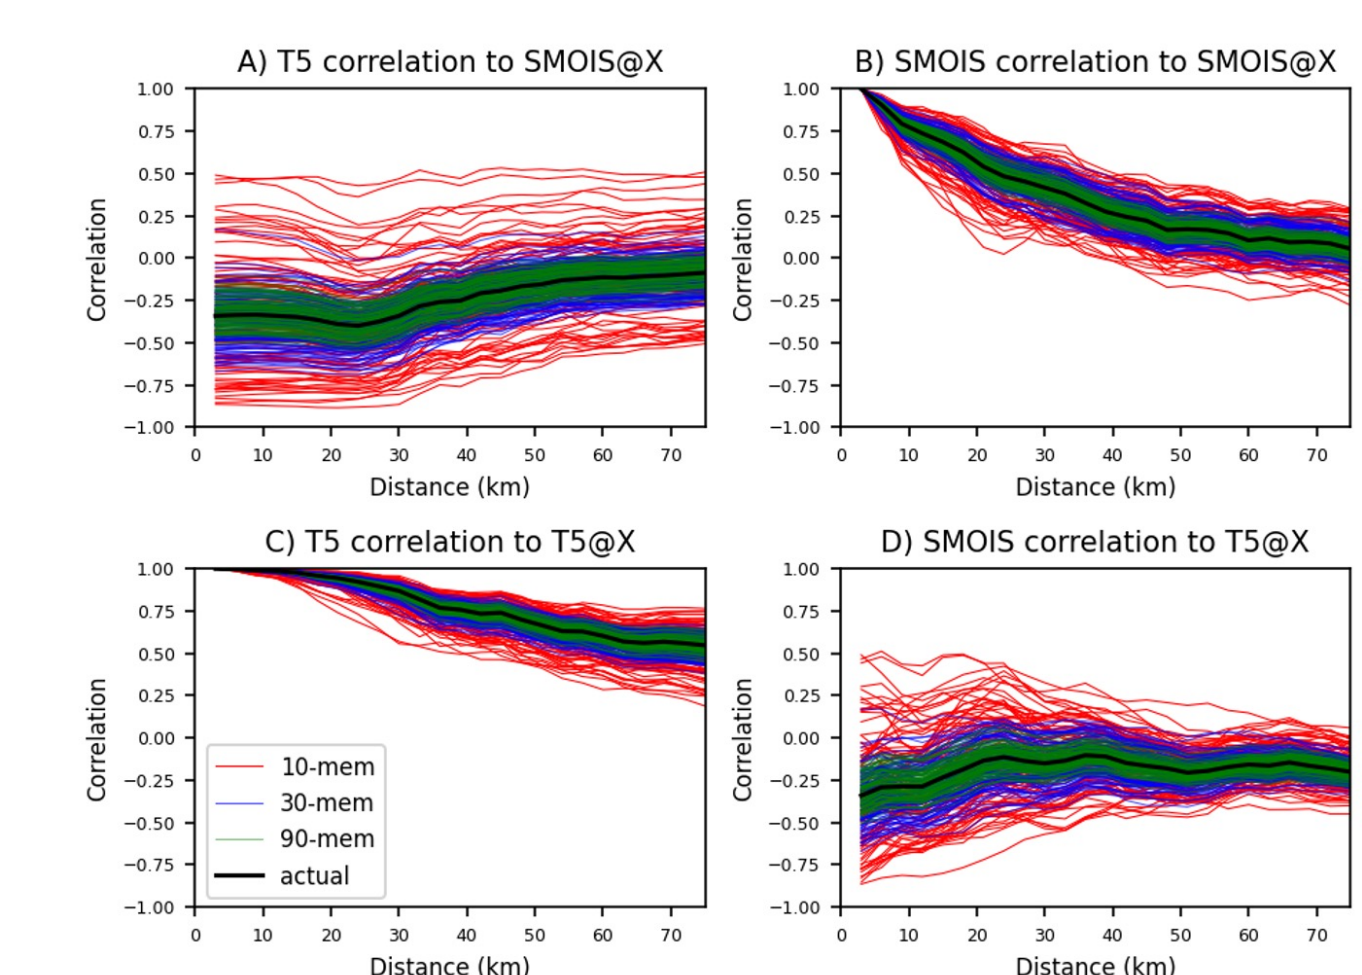 A) T5 correlation to SMOIS@X
1.00
0.75
0.50
0.25
0.00
−0.25
−0.50
−0.75
−1.00
Correlation
0 10 20 30 40 50 60 70
Distance (km)
B) SMOIS correlation to SMOIS@X
1.00
0.75
0.50
0.25
0.00
−0.25
−0.50
−0.75
−1.00
Correlation
0 10 20 30 40 50 60 70
Distance (km)
C) T5 correlation to T5@X
1.00
0.75
0.50
0.25
0.00
−0.25
−0.50
−0.75
−1.00
Correlation
10-mem
30-mem
90-mem
actual
0 10 20 30 40 50 60 70
Distance (km)
D) SMOIS correlation to T5@X
1.00
0.75
0.50
0.25
0.00
−0.25
−0.50
−0.75
−1.00
Correlation
0 10 20 30 40 50 60 70
Distance (km)